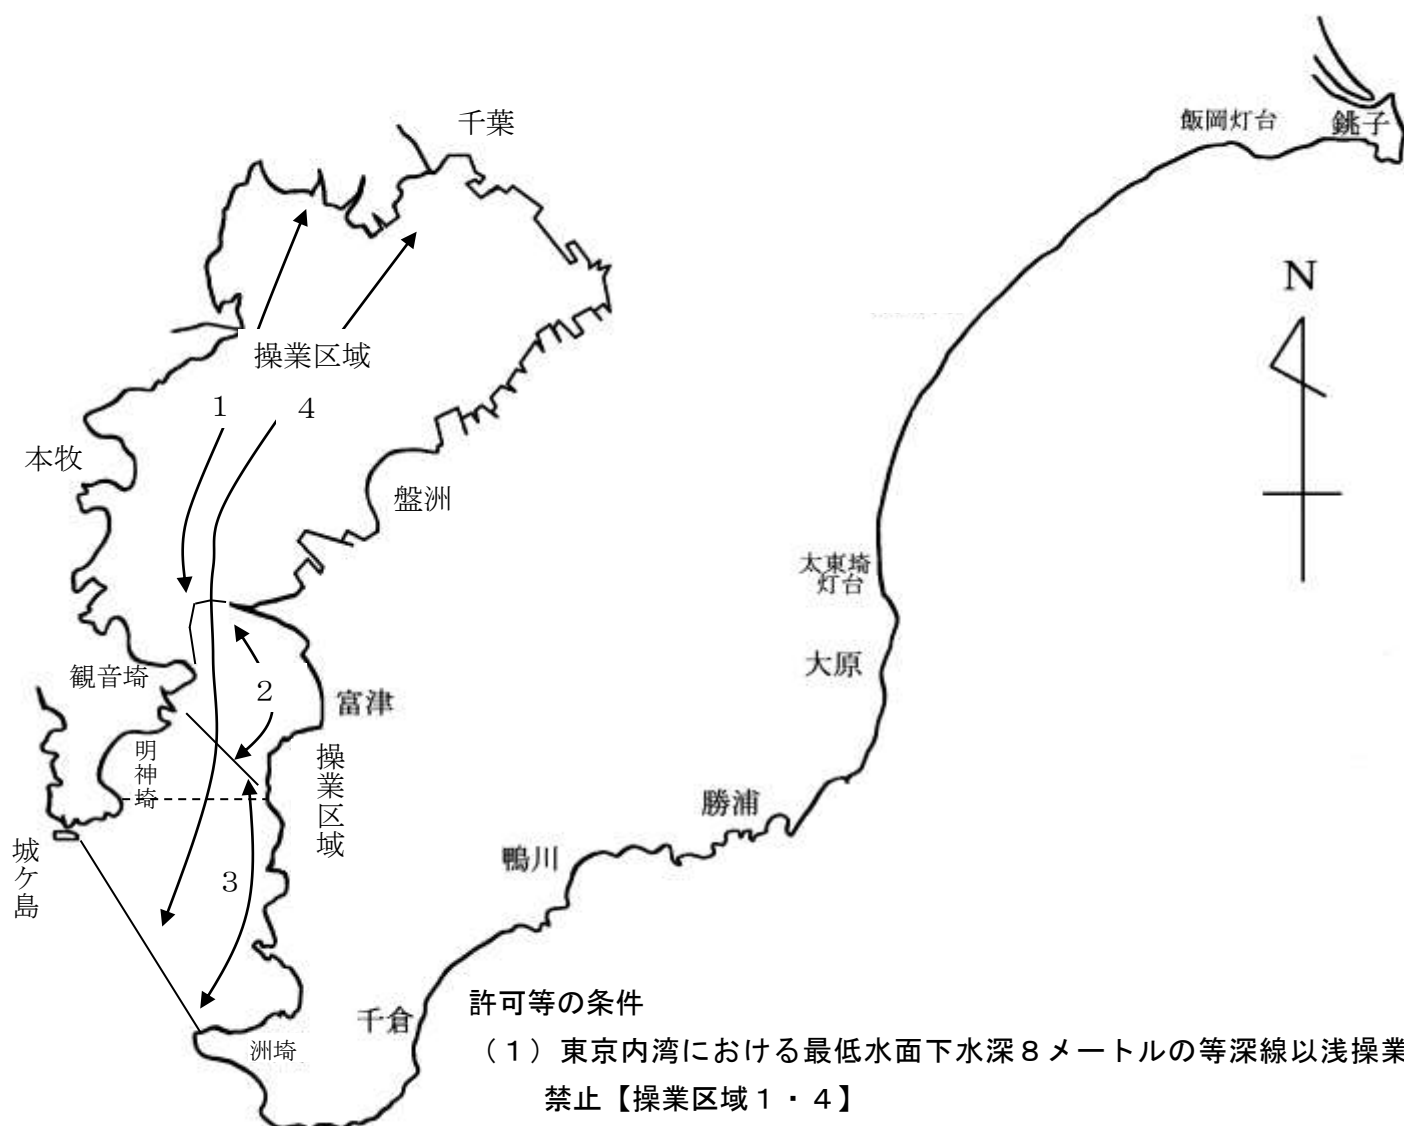 千葉
飯岡灯台
銚子
N
操業区域
1
4
本牧
盤洲
太東埼
灯台
大原
観音埼
2
富津
明神埼
操業区域
勝浦
鴨川
城ケ島
3
千倉
洲埼
許可等の条件
（１）東京内湾における最低水面下水深８メートルの等深線以浅操業
禁止【操業区域１・４】